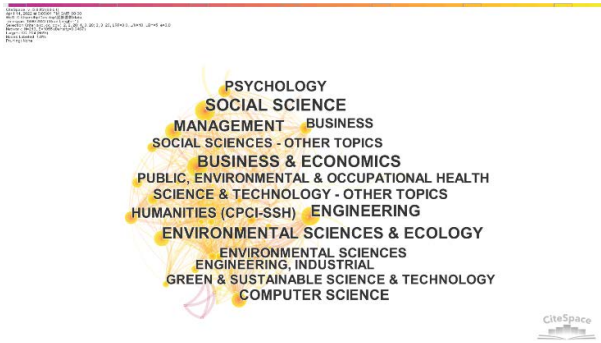 PSYCHOLOGY
SOCIAL SCIENCE
MANAGEMENT
BUSINESS
SOCIAL SCIENCES - OTHER TOPICS
BUSINESS & ECONOMICS
PUBLIC, ENVIRONMENTAL & OCCUPATIONAL HEALTH
SCIENCE & TECHNOLOGY - OTHER TOPICS
HUMANITIES (CPCI-SSH)
ENGINEERING
ENVIRONMENTAL SCIENCES & ECOLOGY
ENVIRONMENTAL SCIENCES
ENGINEERING, INDUSTRIAL
GREEN & SUSTAINABLE SCIENCE & TECHNOLOGY
COMPUTER SCIENCE
CiteSpace